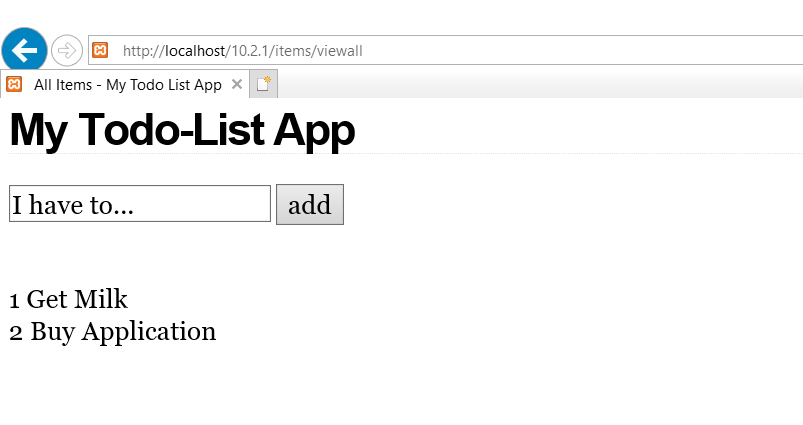 http://localhost/10.2.1/items/viewall
All Items - My Todo List App
My Todo-List App
I have to... add
1 Get Milk
2 Buy Application